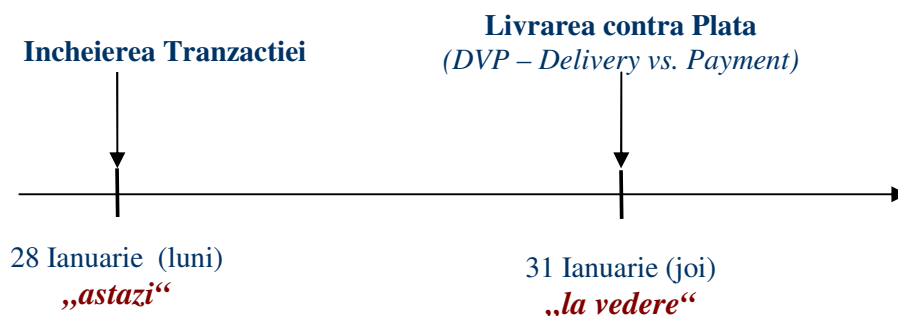 Incheierea Tranzactiei
Livrarea contra Plata
(DVP – Delivery vs. Payment)
28 Ianuarie  (luni)
„astazi“
31 Ianuarie (joi)
„la vedere“